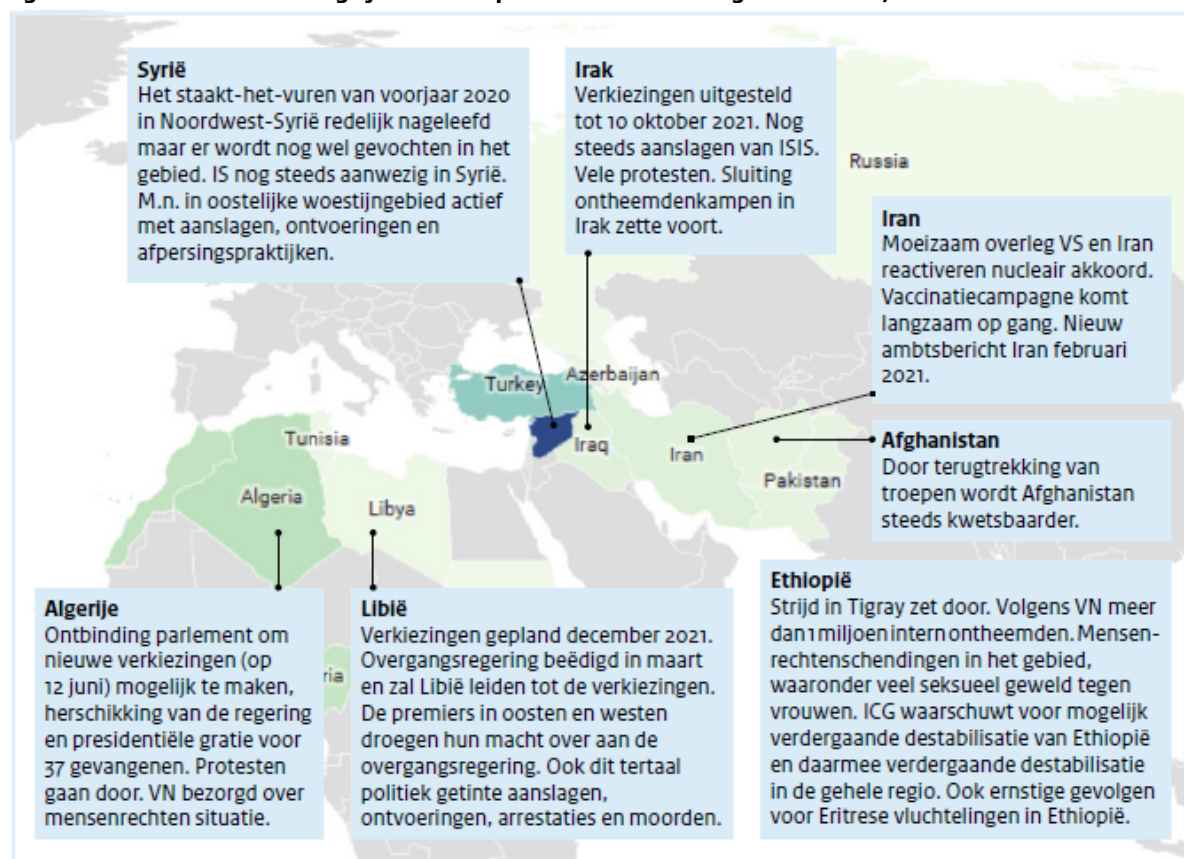 Syrië
Het staakt-het-vuren van voorjaar 2020
in Noordwest-Syrië redelijk nageleefd
maar er wordt nog wel gevochten in het
gebied. IS nog steeds aanwezig in Syrië.
M.n. in oostelijke woestijngebied actief
met aanslagen, ontvoeringen en
afpersingspraktijken.
Irak
Verkiezingen uitgesteld
tot 10 oktober 2021. Nog
steeds aanslagen van ISIS.
Vele protesten. Sluiting
ontheemdenkampen in
Irak zette voort.
Russia
Iran
Moeizaam overleg VS en Iran
reactiveren nucleair akkoord.
Vaccinatiecampagne komt
langzaam op gang. Nieuw
ambtsbericht Iran februari
2021.
Turkey
Azerbaijan
Tunisia
Iraq
Iran
Algeria
Libya
Pakistan
Afghanistan
Door terugtrekking van
troepen wordt Afghanistan
steeds kwetsbaarder.
Algerije
Ontbinding parlement om
nieuwe verkiezingen (op
12 juni) mogelijk te maken,
herschikking van de regering
en presidentiële gratie voor
37 gevangenen. Protesten
gaan door. VN bezorgd over
mensenrechten situatie.
ria
Libië
Verkiezingen gepland december 2021.
Overgangsregering beëdigd in maart
en zal Libië leiden tot de verkiezingen.
De premiers in oosten en westen
droegen hun macht over aan de
overgangsregering. Ook dit tertaal
politiek getinte aanslagen,
ontvoeringen, arrestaties en moorden.
Ethiopië
Strijd in Tigray zet door. Volgens VN meer
dan 1 miljoen intern ontheemden. Mensen-
rechtenschendingen in het gebied,
waaronder veel seksueel geweld tegen
vrouwen. ICG waarschuwt voor mogelijk
verdergaande destabilisatie van Ethiopië
en daarmee verdergaande destabilisatie
in de gehele regio. Ook ernstige gevolgen
voor Eritrese vluchtelingen in Ethiopië.